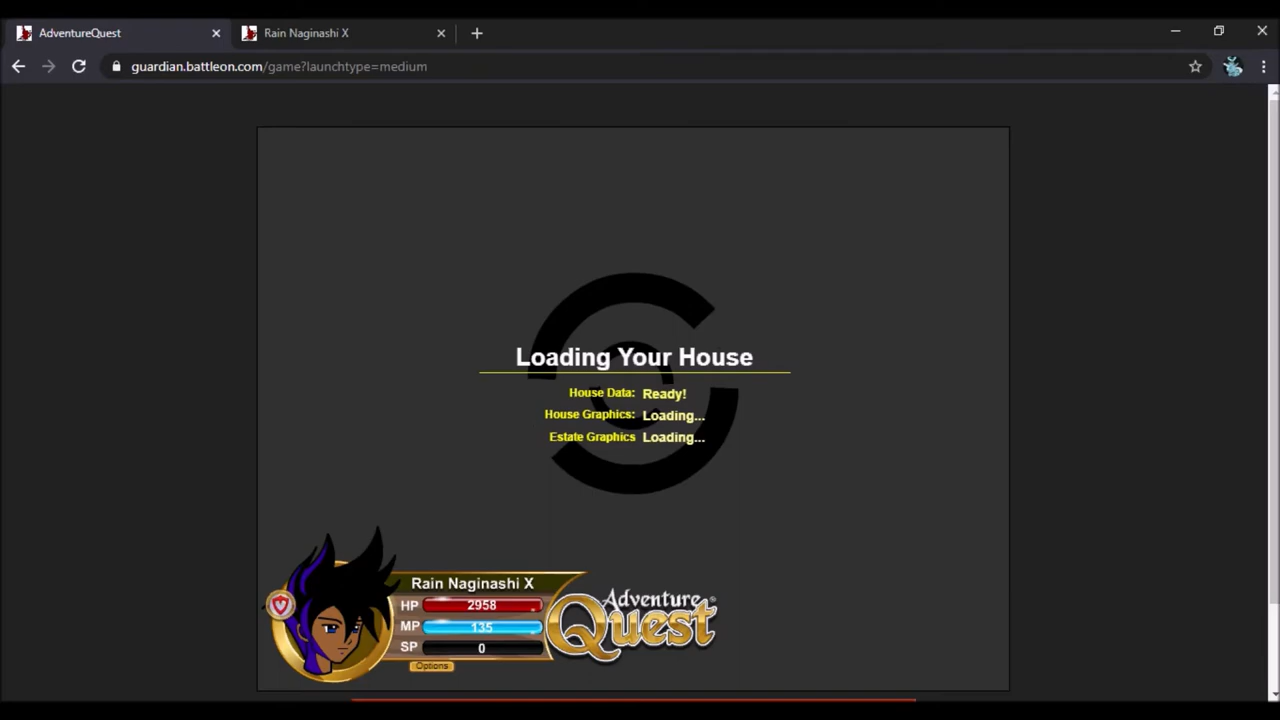 AdventureQuest
Rain Naginashi X
guardian.battleon.com/game?launchtype=medium
Loading Your House
House Data: Ready!
House Graphics: Loading...
Estate Graphics Loading...
Rain Naginashi X
HP 2958
MP 135
SP 0
Options
Adventure
Quest